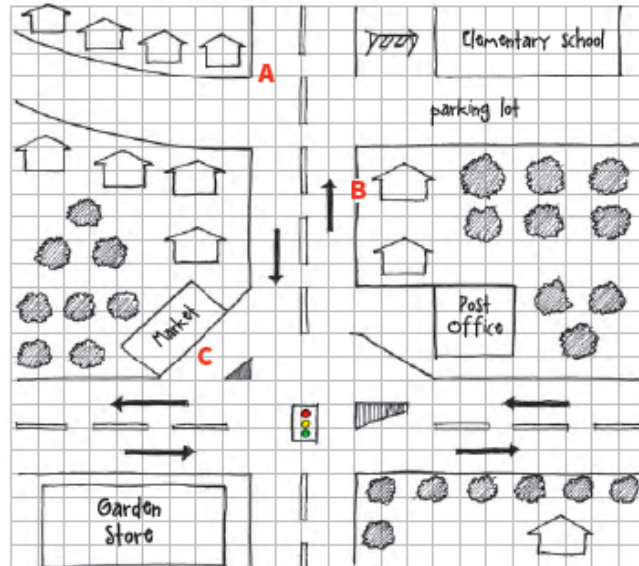 Elementary School
A
parking lot
B
Post
Office
Market
C
Garden
Store